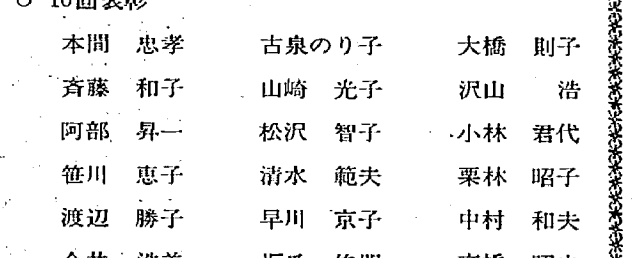 ○ 10回表彰
本間 忠孝 古泉のり子 大橋 則子
斉藤 和子 山崎 光子 沢山 浩
阿部 昇一 松沢 智子 小林 君代
笹川 恵子 清水 範夫 栗林 昭子
渡辺 勝子 早川 京子 中村 和夫